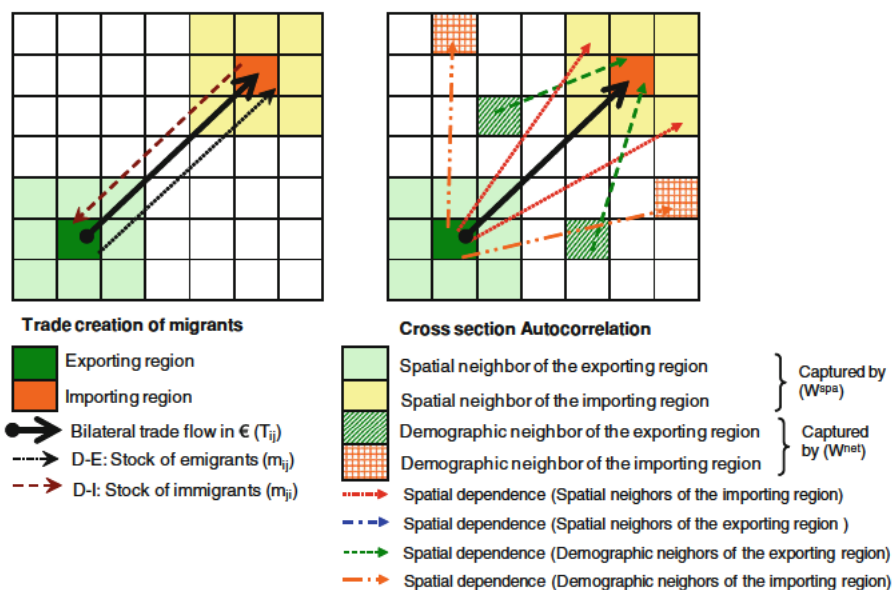 Trade creation of migrants
Exporting region
Importing region
Bilateral trade flow in € (Tij)
D-E: Stock of emigrants (mij)
D-I: Stock of immigrants (mji)
Cross section Autocorrelation
Spatial neighbor of the exporting region
Spatial neighbor of the importing region
Captured by
(Wspa)
Demographic neighbor of the exporting region
Demographic neighbor of the importing region
Captured
by (Wnet)
Spatial dependence (Spatial neighors of the importing region)
Spatial dependence (Spatial neighbors of the exporting region )
Spatial dependence (Demographic neighors of the exporting region)
Spatial dependence (Demographic neighbors of the importing region)